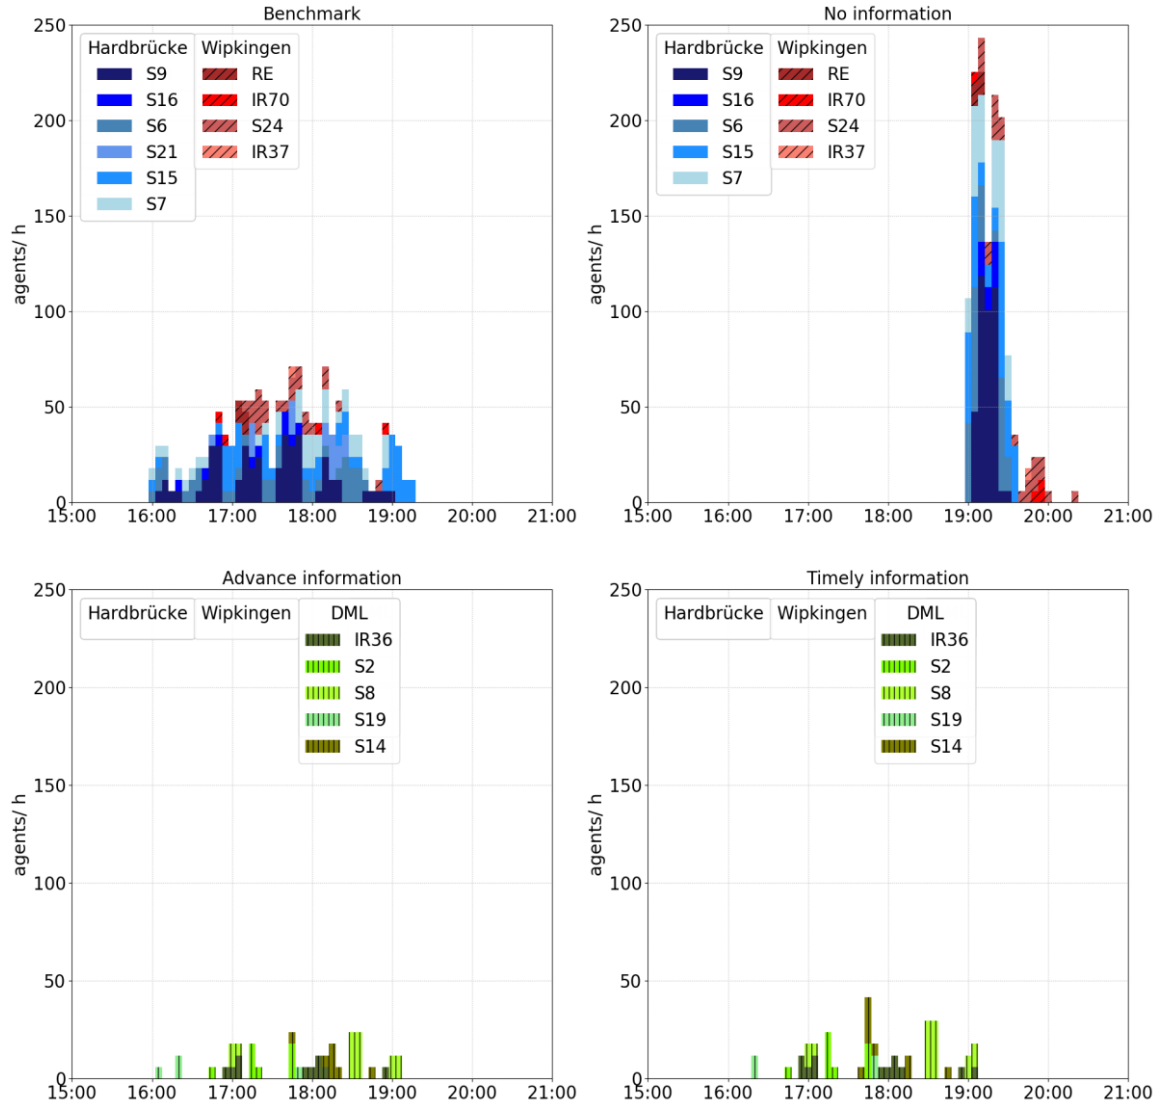 Benchmark
250
200
150
100
50
0
agents/ h
15:00 16:00 17:00 18:00 19:00 20:00 21:00
Hardbrücke
S9
S16
S6
S21
S15
S7
Wipkingen
RE
IR70
S24
IR37
No information
250
200
150
100
50
0
agents/ h
15:00 16:00 17:00 18:00 19:00 20:00 21:00
Hardbrücke
S9
S16
S6
S15
S7
Wipkingen
RE
IR70
S24
IR37
Advance information
250
200
150
100
50
0
agents/ h
15:00 16:00 17:00 18:00 19:00 20:00 21:00
Hardbrücke
Wipkingen
DML
IR36
S2
S8
S19
S14
Timely information
250
200
150
100
50
0
agents/ h
15:00 16:00 17:00 18:00 19:00 20:00 21:00
Hardbrücke
Wipkingen
DML
IR36
S2
S8
S19
S14